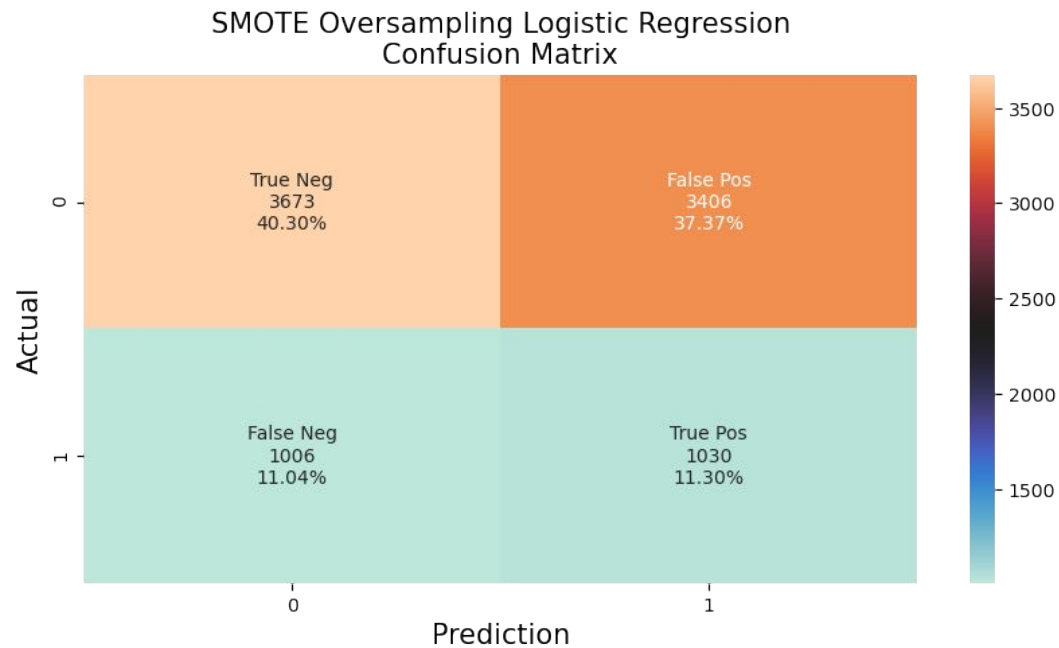 SMOTE Oversampling Logistic Regression
Confusion Matrix
True Neg
3673
40.30%
False Pos
3406
37.37%
False Neg
1006
11.04%
True Pos
1030
11.30%
0
1
Actual
0
1
Prediction
3500
3000
2500
2000
1500